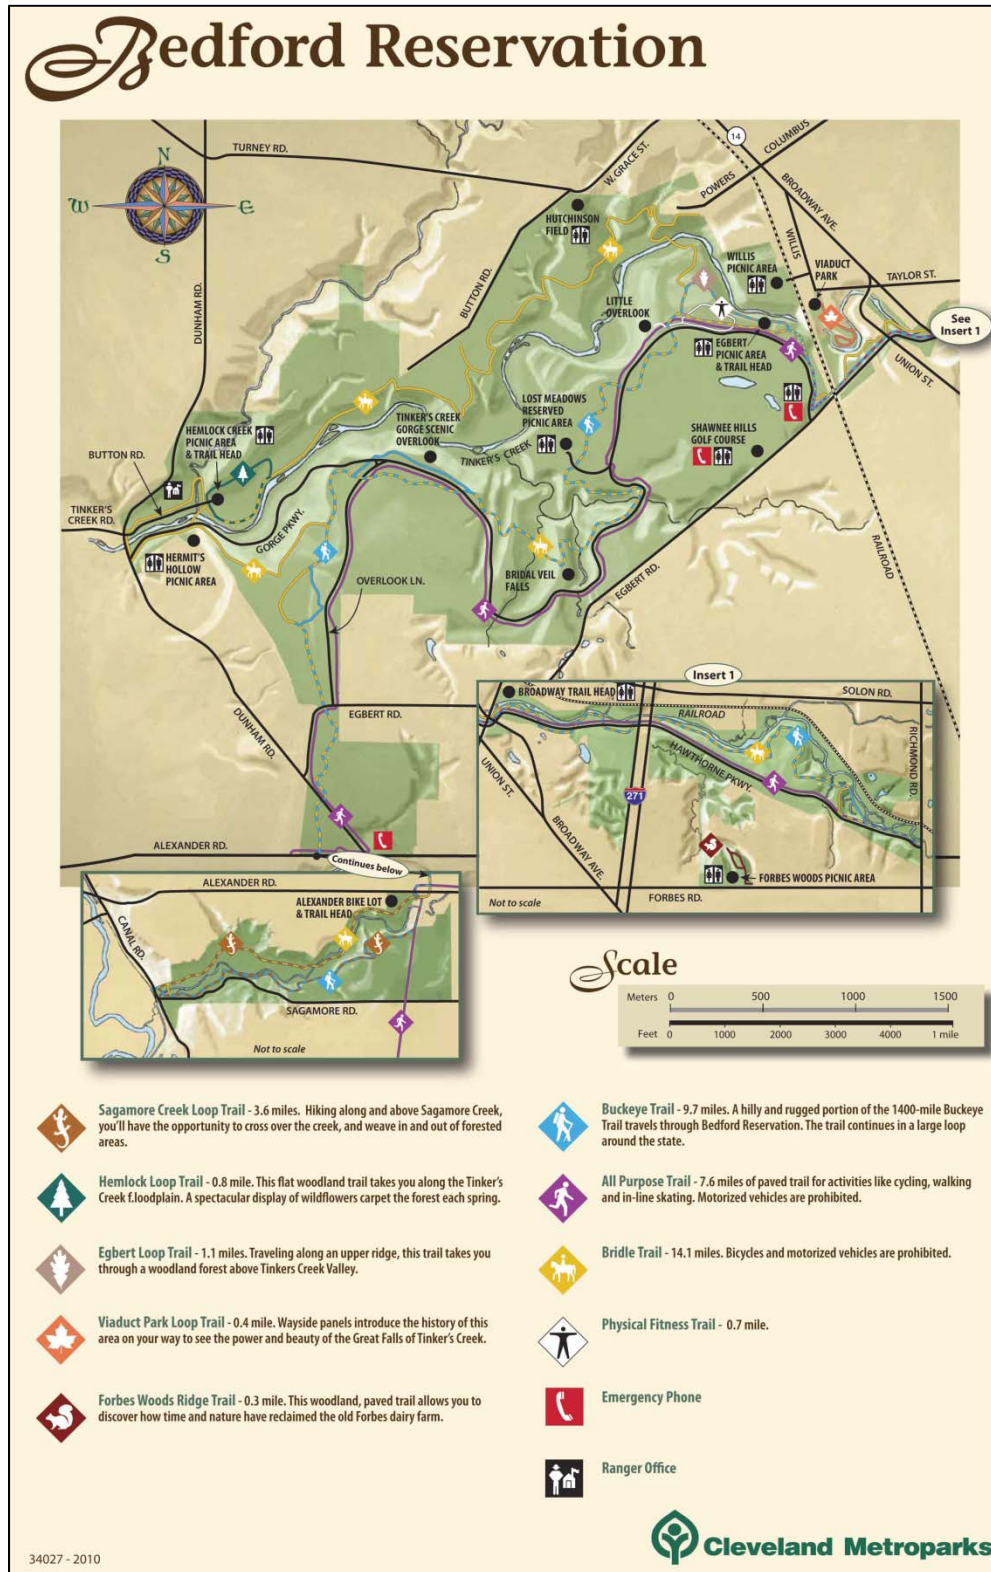 Bedford Reservation
N
W
E
S
TURNEY RD.
W. GRACE ST.
14
COLUMBUS
POWERS
BROADWAY AVE.
HUTCHINSON
FIELD
WILLIS
WILLIS
PICNIC AREA
VIADUCT
PARK
TAYLOR ST.
DUNHAM RD.
BUTTON RD.
LITTLE
OVERLOOK
See
Insert 1
EGBERT
PICNIC AREA
& TRAIL HEAD
UNION ST.
LOST MEADOWS
RESERVED
PICNIC AREA
TINKER'S CREEK
GORGE SCENIC
OVERLOOK
TINKER'S CREEK
SHAWNEE HILLS
GOLF COURSE
HEMLOCK CREEK
PICNIC AREA
& TRAIL HEAD
BUTTON RD.
TINKER'S
CREEK RD.
GORGE PKWY.
HERMIT'S
HOLLOW
PICNIC AREA
OVERLOOK LN.
BRIDAL VEIL
FALLS
EGBERT RD.
RAILROAD
DUNHAM RD.
EGBERT RD.
ALEXANDER RD.
Continues below
Insert 1
BROADWAY TRAIL HEAD
SOLON RD.
RAILROAD
UNION ST.
HAWTHORNE PKWY.
RICHMOND RD.
271
BROADWAY AVE.
FORBES WOODS PICNIC AREA
FORBES RD.
Not to scale
ALEXANDER RD.
ALEXANDER BIKE LOT
& TRAIL HEAD
CANAL RD.
SAGAMORE RD.
Not to scale
Scale
Meters 0 500 1000 1500
Feet 0 1000 2000 3000 4000 1 mile
Sagamore Creek Loop Trail - 3.6 miles. Hiking along and above Sagamore Creek,
you'll have the opportunity to cross over the creek, and weave in and out of forested
areas.
Hemlock Loop Trail - 0.8 mile. This flat woodland trail takes you along the Tinker's
Creek f.loodplain. A spectacular display of wildflowers carpet the forest each spring.
Egbert Loop Trail - 1.1 miles. Traveling along an upper ridge, this trail takes you
through a woodland forest above Tinkers Creek Valley.
Viaduct Park Loop Trail - 0.4 mile. Wayside panels introduce the history of this
area on your way to see the power and beauty of the Great Falls of Tinker's Creek.
Forbes Woods Ridge Trail - 0.3 mile. This woodland, paved trail allows you to
discover how time and nature have reclaimed the old Forbes dairy farm.
Buckeye Trail - 9.7 miles. A hilly and rugged portion of the 1400-mile Buckeye
Trail travels through Bedford Reservation. The trail continues in a large loop
around the state.
All Purpose Trail - 7.6 miles of paved trail for activities like cycling, walking
and in-line skating. Motorized vehicles are prohibited.
Bridle Trail - 14.1 miles. Bicycles and motorized vehicles are prohibited.
Physical Fitness Trail - 0.7 mile.
Emergency Phone
Ranger Office
34027 - 2010
Cleveland Metroparks